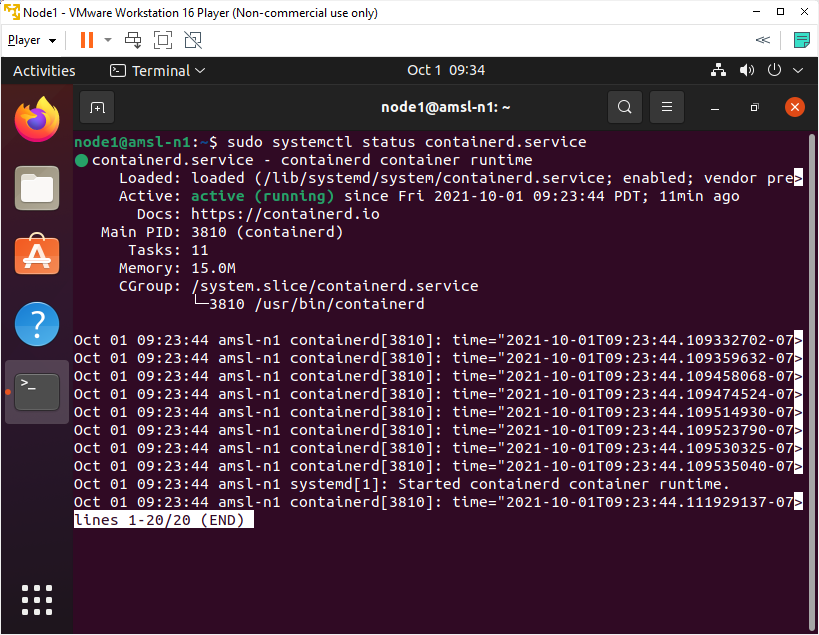 Node1 - VMware Workstation 16 Player (Non-commercial use only)
Player
Activities
Terminal
Oct 1 09:34
node1@amsl-n1: ~
node1@amsl-n1:~$ sudo systemctl status containerd.service
● containerd.service - containerd container runtime
Loaded: loaded (/lib/systemd/system/containerd.service; enabled; vendor pre>
Active: active (running) since Fri 2021-10-01 09:23:44 PDT; 11min ago
Docs: https://containerd.io
Main PID: 3810 (containerd)
Tasks: 11
Memory: 15.0M
CGroup: /system.slice/containerd.service
└─3810 /usr/bin/containerd
Oct 01 09:23:44 amsl-n1 containerd[3810]: time="2021-10-01T09:23:44.109332702-07>
Oct 01 09:23:44 amsl-n1 containerd[3810]: time="2021-10-01T09:23:44.109359632-07>
Oct 01 09:23:44 amsl-n1 containerd[3810]: time="2021-10-01T09:23:44.109458068-07>
Oct 01 09:23:44 amsl-n1 containerd[3810]: time="2021-10-01T09:23:44.109474524-07>
Oct 01 09:23:44 amsl-n1 containerd[3810]: time="2021-10-01T09:23:44.109514930-07>
Oct 01 09:23:44 amsl-n1 containerd[3810]: time="2021-10-01T09:23:44.109523790-07>
Oct 01 09:23:44 amsl-n1 containerd[3810]: time="2021-10-01T09:23:44.109530325-07>
Oct 01 09:23:44 amsl-n1 containerd[3810]: time="2021-10-01T09:23:44.109535040-07>
Oct 01 09:23:44 amsl-n1 systemd[1]: Started containerd container runtime.
Oct 01 09:23:44 amsl-n1 containerd[3810]: time="2021-10-01T09:23:44.111929137-07>
lines 1-20/20 (END)